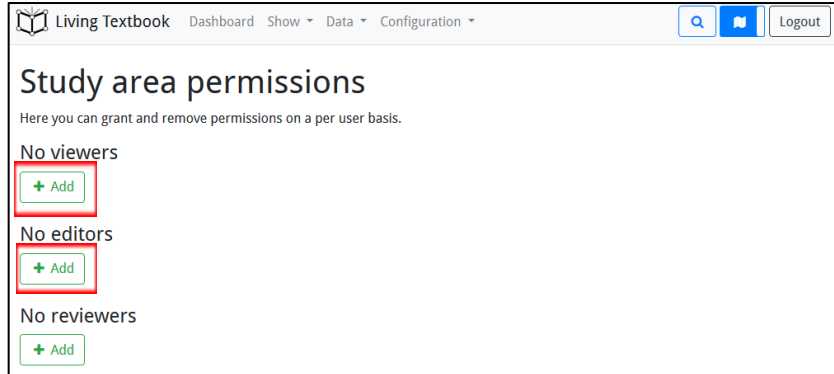 Living Textbook Dashboard Show Data Configuration Logout
Study area permissions
Here you can grant and remove permissions on a per user basis.
No viewers
+ Add
No editors
+ Add
No reviewers
+ Add